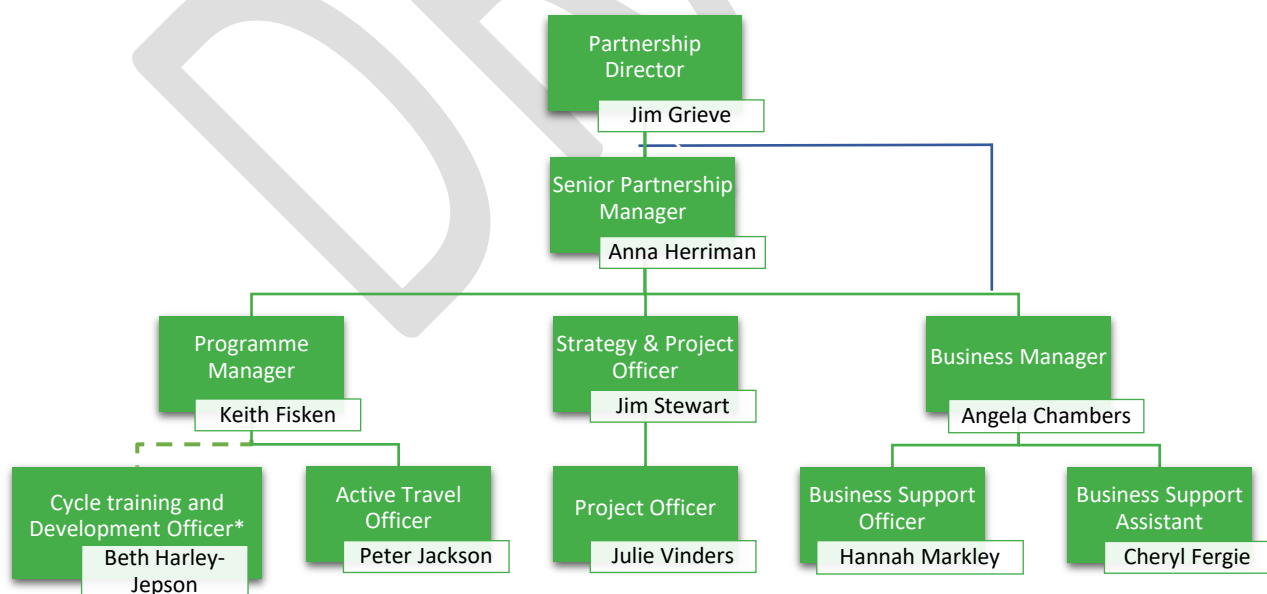 Partnership
Director
Jim Grieve
Senior Partnership
Manager
Anna Herriman
Programme
Manager
Keith Fisken
Strategy & Project
Officer
Jim Stewart
Business Manager
Angela Chambers
Cycle training and
Development Officer*
Beth Harley-
Jepson
Active Travel
Officer
Peter Jackson
Project Officer
Julie Vinders
Business Support
Officer
Hannah Markley
Business Support
Assistant
Cheryl Fergie